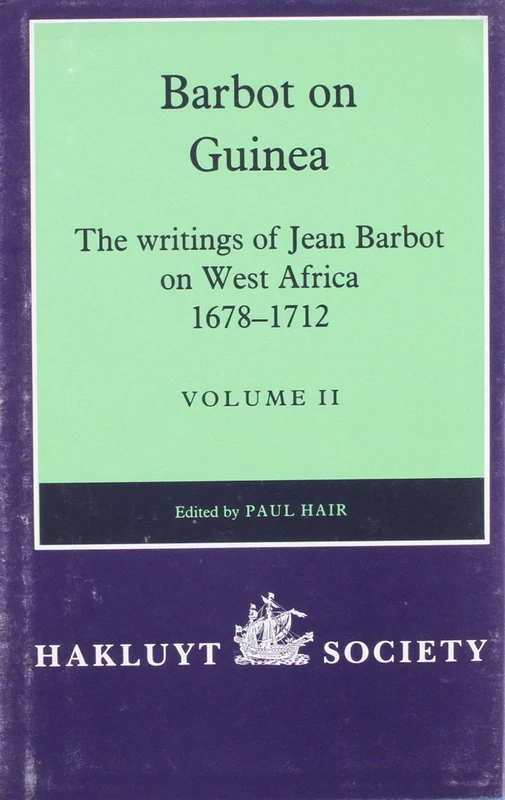 Barbot on
Guinea
The writings of Jean Barbot
on West Africa
1678–1712
VOLUME II
Edited by PAUL HAIR
HAKLUYT SOCIETY